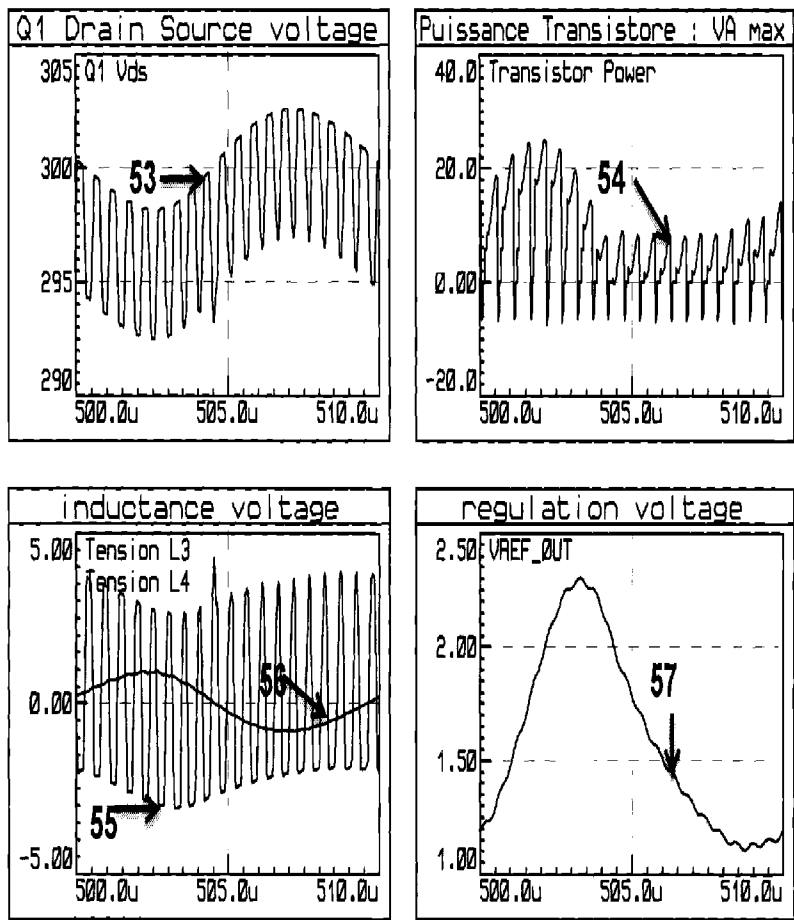 Q1 Drain Source voltage
305
Q1 Vds
53
300
295
290
500.0u
505.0u
510.0u
Puissance Transistore : VA max
40.0
Transistor Power
54
20.0
0.00
-20.0
500.0u
505.0u
510.0u
inductance voltage
5.00
Tension L3
Tension L4
56
0.00
55
-5.00
500.0u
505.0u
510.0u
regulation voltage
2.50
VREF_OUT
2.00
57
1.50
1.00
500.0u
505.0u
510.0u